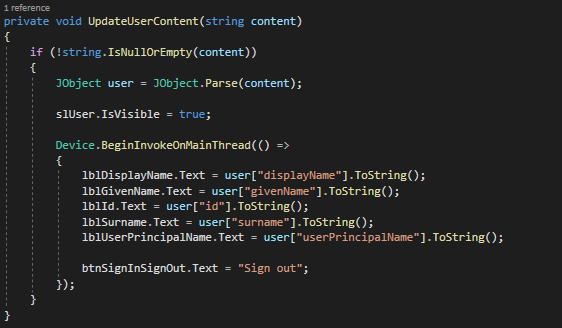 1 reference
private void UpdateUserContent(string content)
{
    if (!string.IsNullOrEmpty(content))
    {
        JObject user = JObject.Parse(content);

        slUser.IsVisible = true;

        Device.BeginInvokeOnMainThread(() =>
        {
            lblDisplayName.Text = user["displayName"].ToString();
            lblGivenName.Text = user["givenName"].ToString();
            lblId.Text = user["id"].ToString();
            lblSurname.Text = user["surname"].ToString();
            lblUserPrincipalName.Text = user["userPrincipalName"].ToString();

            btnSignInSignOut.Text = "Sign out";
        });
    }
}